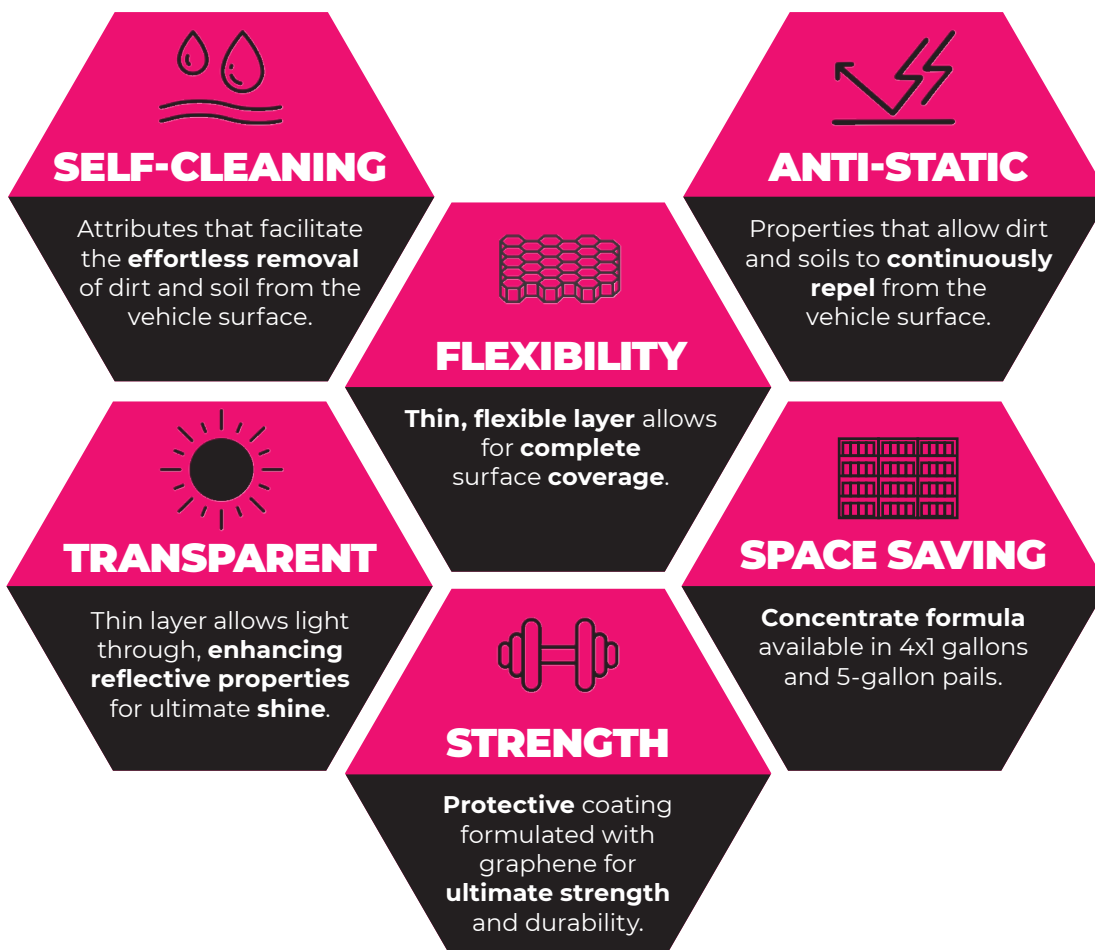 SELF-CLEANING
Attributes that facilitate
the effortless removal
of dirt and soil from the
vehicle surface.
ANTI-STATIC
Properties that allow dirt
and soils to continuously
repel from the
vehicle surface.
FLEXIBILITY
Thin, flexible layer allows
for complete
surface coverage.
TRANSPARENT
Thin layer allows light
through, enhancing
reflective properties
for ultimate shine.
SPACE SAVING
Concentrate formula
available in 4x1 gallons
and 5-gallon pails.
STRENGTH
Protective coating
formulated with
graphene for
ultimate strength
and durability.